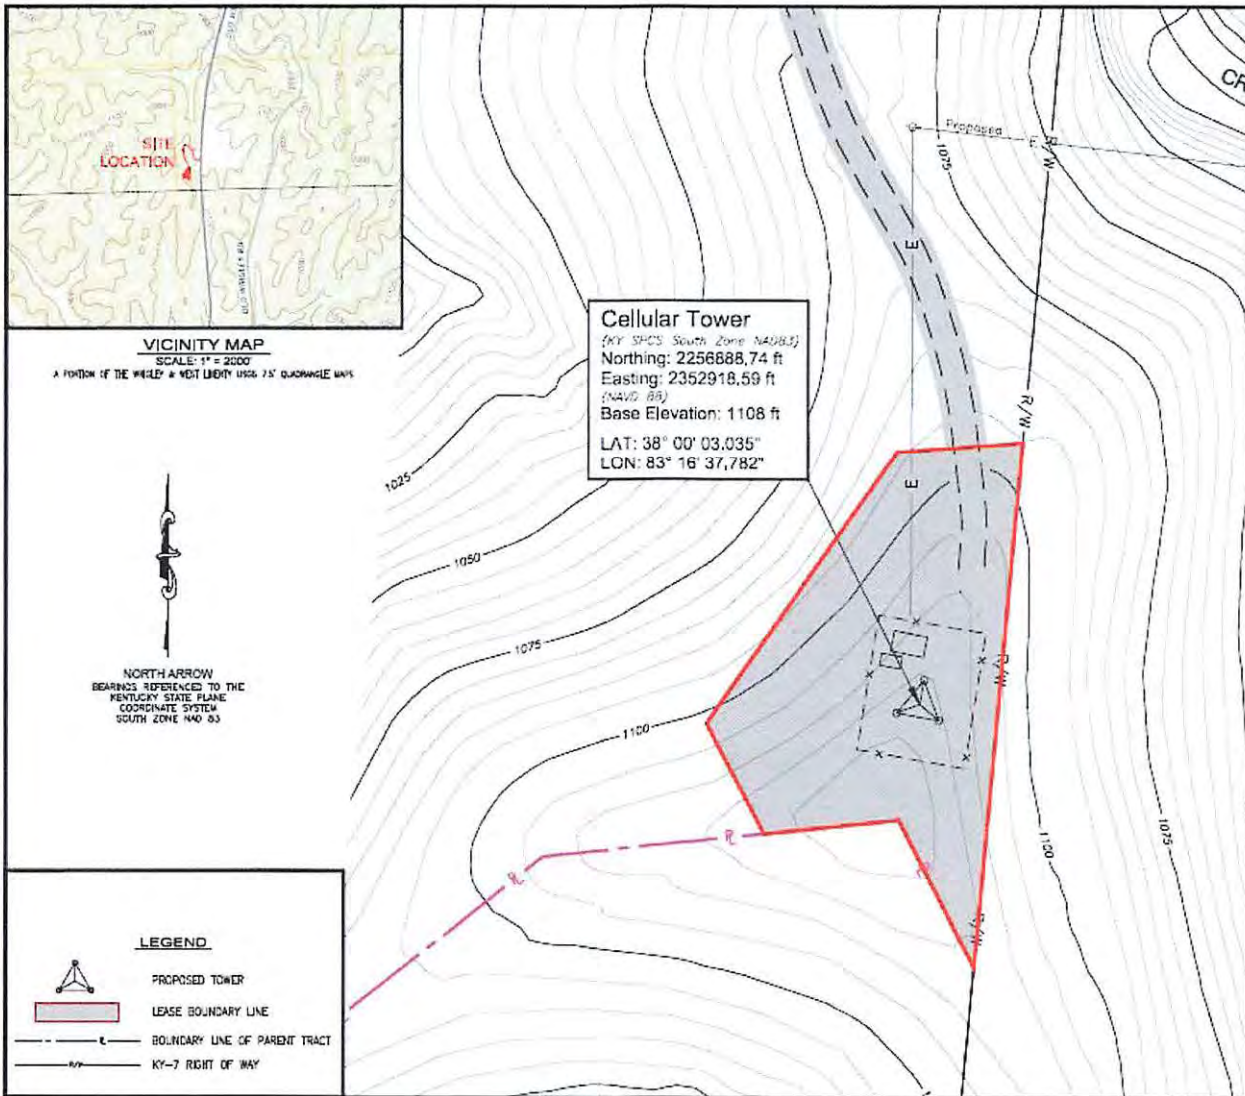 SITE
LOCATION
OLD WRIGLEY RD
VICINITY MAP
SCALE: 1" = 2000'
A PORTION OF THE WRIGLEY & WEST LIBERTY USGS 7.5' QUADRANGLE MAPS
NORTH ARROW
BEARINGS REFERENCED TO THE
KENTUCKY STATE PLANE
COORDINATE SYSTEM
SOUTH ZONE NAD 83
LEGEND
PROPOSED TOWER
LEASE BOUNDARY LINE
BOUNDARY LINE OF PARENT TRACT
R/W
KY-7 RIGHT OF WAY
Cellular Tower
(KY SPCS South Zone NAD83)
Northing: 2256888.74 ft
Easting: 2352918.59 ft
(NAVD 88)
Base Elevation: 1108 ft
LAT: 38° 00' 03.035"
LON: 83° 16' 37.782"
Proposed
E
R/W
CR
1075
E
R/W
E
1025
1050
1075
1100
R/W
R/W
1100
1075